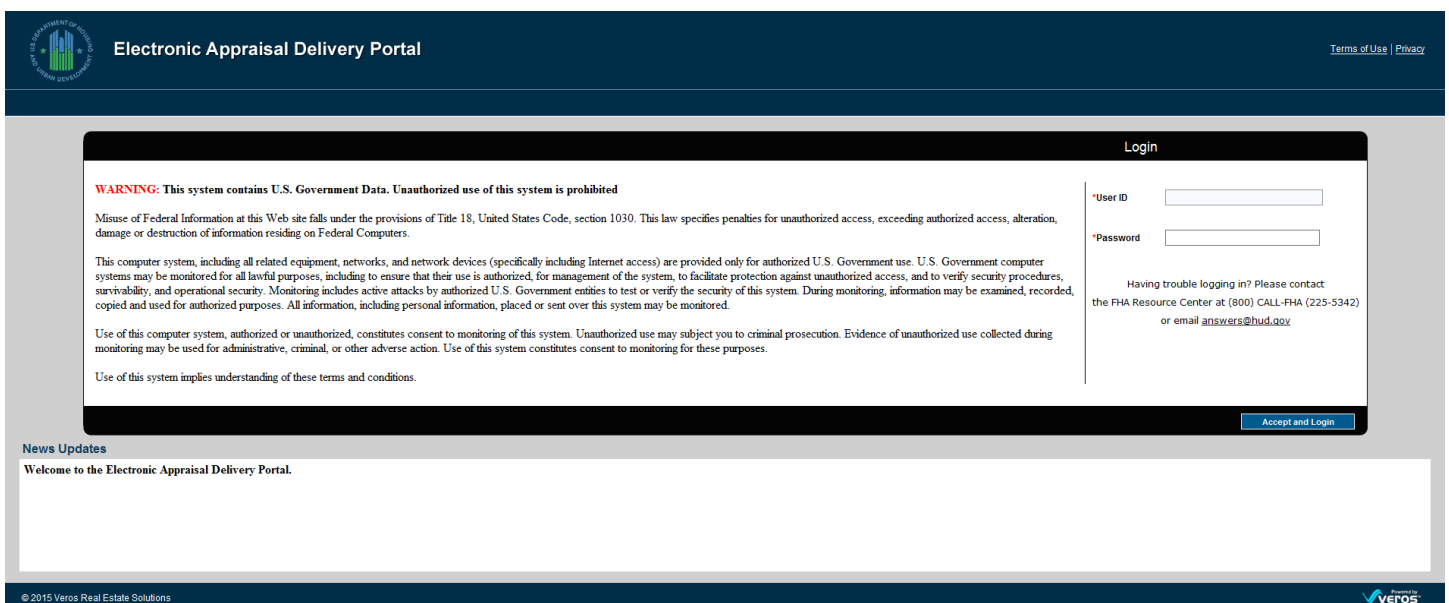 U.S. DEPARTMENT OF HOUSING AND URBAN DEVELOPMENT
Electronic Appraisal Delivery Portal
Terms of Use | Privacy
Login
WARNING: This system contains U.S. Government Data. Unauthorized use of this system is prohibited
Misuse of Federal Information at this Web site falls under the provisions of Title 18, United States Code, section 1030. This law specifies penalties for unauthorized access, exceeding authorized access, alteration,
damage or destruction of information residing on Federal Computers.
This computer system, including all related equipment, networks, and network devices (specifically including Internet access) are provided only for authorized U.S. Government use. U.S. Government computer
systems may be monitored for all lawful purposes, including to ensure that their use is authorized, for management of the system, to facilitate protection against unauthorized access, and to verify security procedures,
survivability, and operational security. Monitoring includes active attacks by authorized U.S. Government entities to test or verify the security of this system. During monitoring, information may be examined, recorded,
copied and used for authorized purposes. All information, including personal information, placed or sent over this system may be monitored.
Use of this computer system, authorized or unauthorized, constitutes consent to monitoring of this system. Unauthorized use may subject you to criminal prosecution. Evidence of unauthorized use collected during
monitoring may be used for administrative, criminal, or other adverse action. Use of this system constitutes consent to monitoring for these purposes.
Use of this system implies understanding of these terms and conditions.
*User ID
*Password
Having trouble logging in? Please contact
the FHA Resource Center at (800) CALL-FHA (225-5342)
or email answers@hud.gov
Accept and Login
News Updates
Welcome to the Electronic Appraisal Delivery Portal.
© 2015 Veros Real Estate Solutions
Powered by
veros